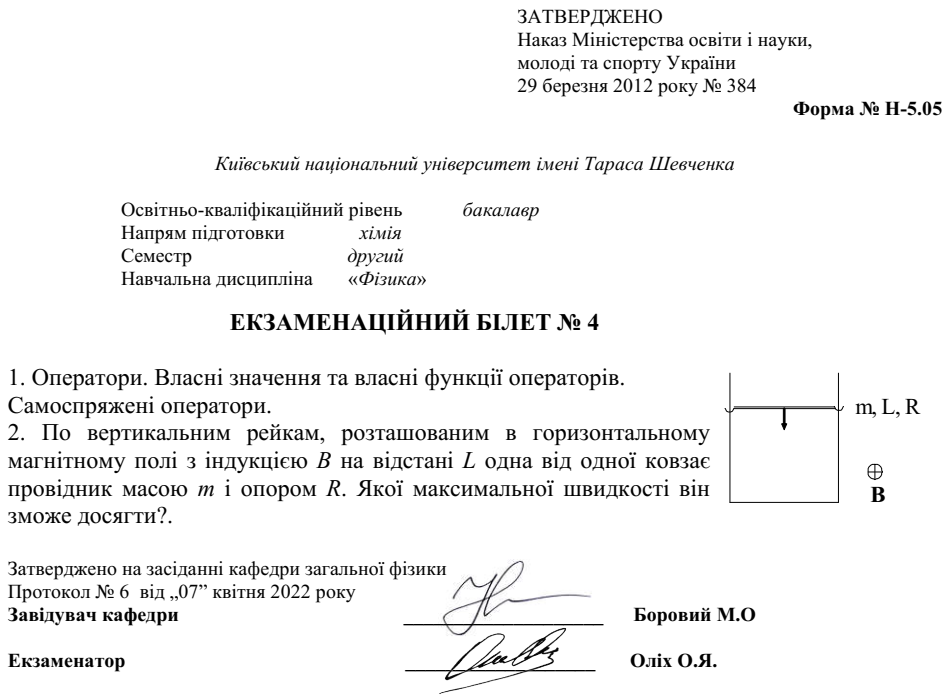 ЗАТВЕРДЖЕНО
Наказ Міністерства освіти і науки,
молоді та спорту України
29 березня 2012 року № 384
Форма № Н-5.05
Київський національний університет імені Тараса Шевченка
Освітньо-кваліфікаційний рівень бакалавр
Напрям підготовки хімія
Семестр другий
Навчальна дисципліна «Фізика»
ЕКЗАМЕНАЦІЙНИЙ БІЛЕТ № 4
1. Оператори. Власні значення та власні функції операторів.
Самоспряжені оператори.
2. По вертикальним рейкам, розташованим в горизонтальному
магнітному полі з індукцією B на відстані L одна від одної ковзає
провідник масою m і опором R. Якої максимальної швидкості він
зможе досягти?.
m, L, R
B
Затверджено на засіданні кафедри загальної фізики
Протокол № 6 від „07” квітня 2022 року
Завідувач кафедри Боровий М.О
Екзаменатор Оліх О.Я.